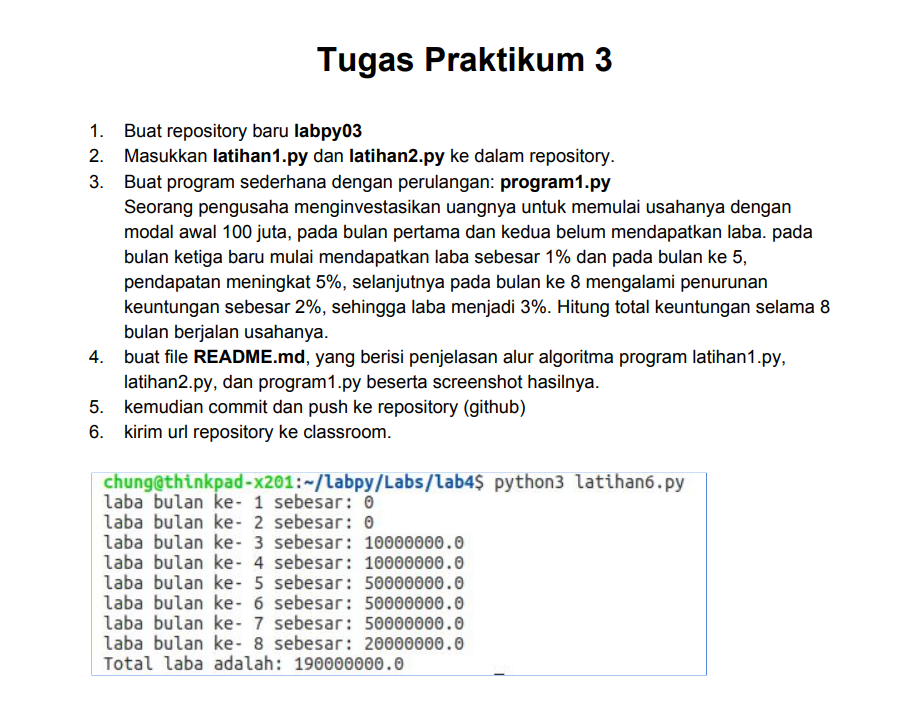 Tugas Praktikum 3
1. Buat repository baru labpy03
2. Masukkan latihan1.py dan latihan2.py ke dalam repository.
3. Buat program sederhana dengan perulangan: program1.py
Seorang pengusaha menginvestasikan uangnya untuk memulai usahanya dengan
modal awal 100 juta, pada bulan pertama dan kedua belum mendapatkan laba. pada
bulan ketiga baru mulai mendapatkan laba sebesar 1% dan pada bulan ke 5,
pendapatan meningkat 5%, selanjutnya pada bulan ke 8 mengalami penurunan
keuntungan sebesar 2%, sehingga laba menjadi 3%. Hitung total keuntungan selama 8
bulan berjalan usahanya.
4. buat file README.md, yang berisi penjelasan alur algoritma program latihan1.py,
latihan2.py, dan program1.py beserta screenshot hasilnya.
5. kemudian commit dan push ke repository (github)
6. kirim url repository ke classroom.
chung@thinkpad-x201:~/labpy/Labs/lab4$ python3 latihan6.py
laba bulan ke- 1 sebesar: 0
laba bulan ke- 2 sebesar: 0
laba bulan ke- 3 sebesar: 10000000.0
laba bulan ke- 4 sebesar: 10000000.0
laba bulan ke- 5 sebesar: 50000000.0
laba bulan ke- 6 sebesar: 50000000.0
laba bulan ke- 7 sebesar: 50000000.0
laba bulan ke- 8 sebesar: 20000000.0
Total laba adalah: 190000000.0